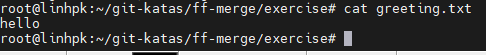 root@linhpk:~/git-katas/ff-merge/exercise# cat greeting.txt
hello
root@linhpk:~/git-katas/ff-merge/exercise#